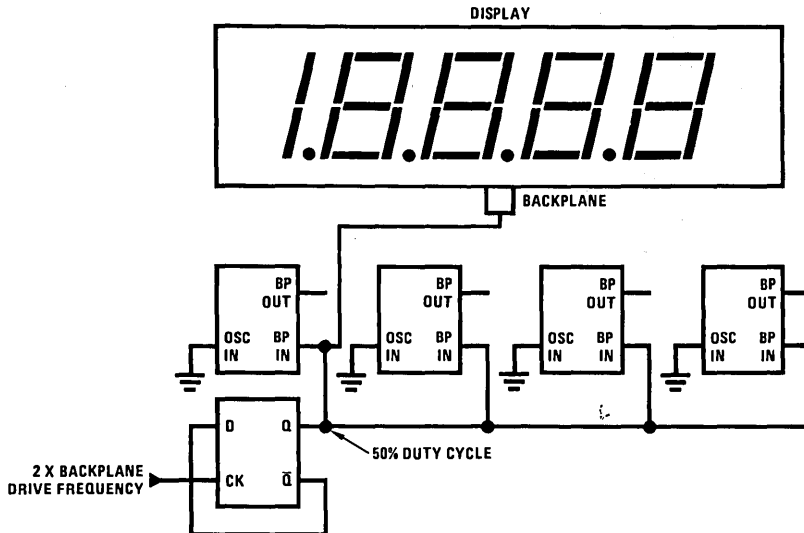 DISPLAY
1.8.8.8.8
BACKPLANE
BP OUT
OSC IN
BP IN
BP OUT
OSC IN
BP IN
BP OUT
OSC IN
BP IN
BP OUT
OSC IN
BP IN
D Q
50% DUTY CYCLE
2 X BACKPLANE
DRIVE FREQUENCY
CK Q̅